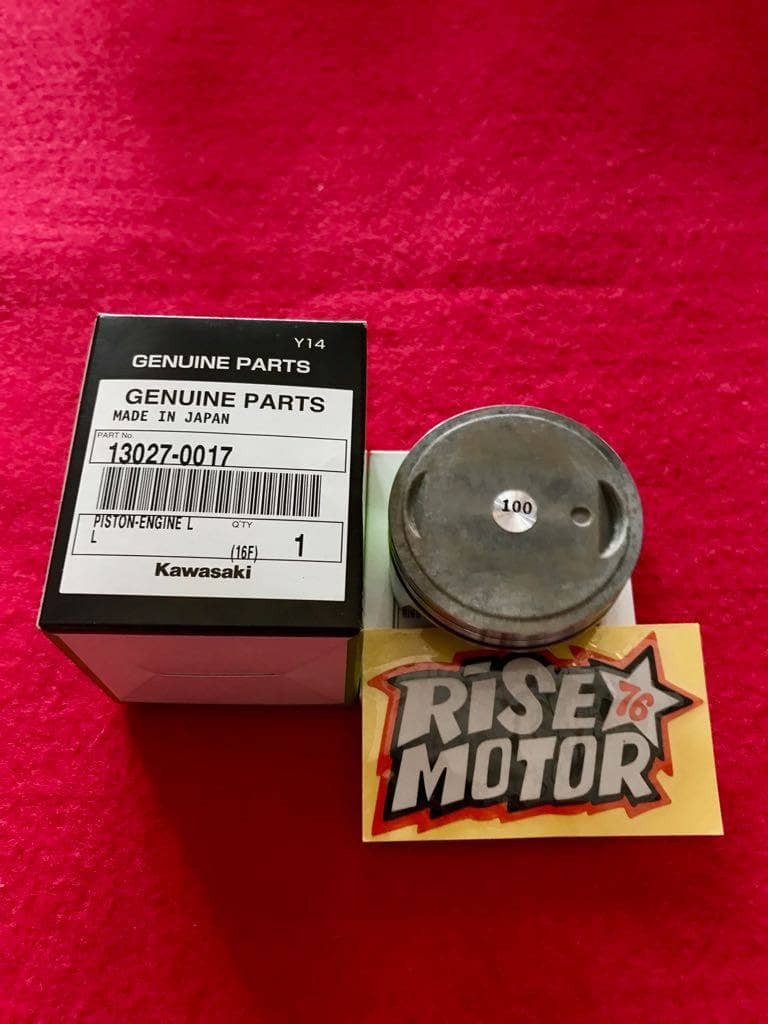 Y14
GENUINE PARTS
GENUINE PARTS
MADE IN JAPAN
PART No.
13027-0017
PISTON-ENGINE L
Q'TY
L
(16F)
1
Kawasaki
100
RiSE
76
MOTOR